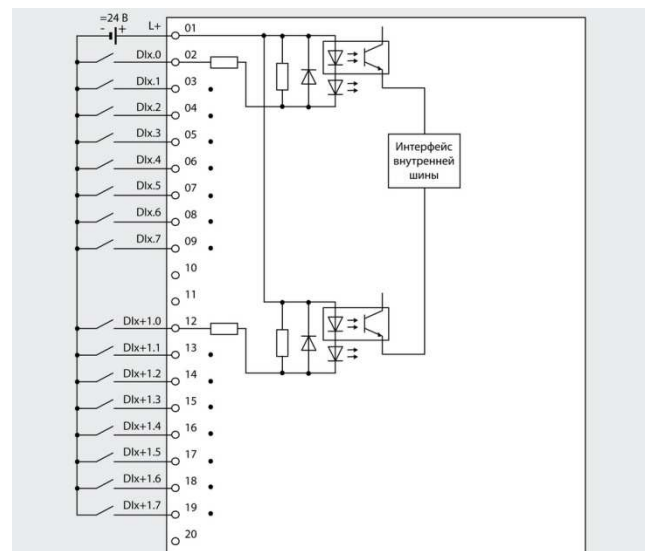 =24 В
- +
L+ 01
DIx.0 02
DIx.1 03
DIx.2 04
DIx.3 05
DIx.4 06
DIx.5 07
DIx.6 08
DIx.7 09
10
11
DIx+1.0 12
DIx+1.1 13
DIx+1.2 14
DIx+1.3 15
DIx+1.4 16
DIx+1.5 17
DIx+1.6 18
DIx+1.7 19
20
Интерфейс
внутренней
шины